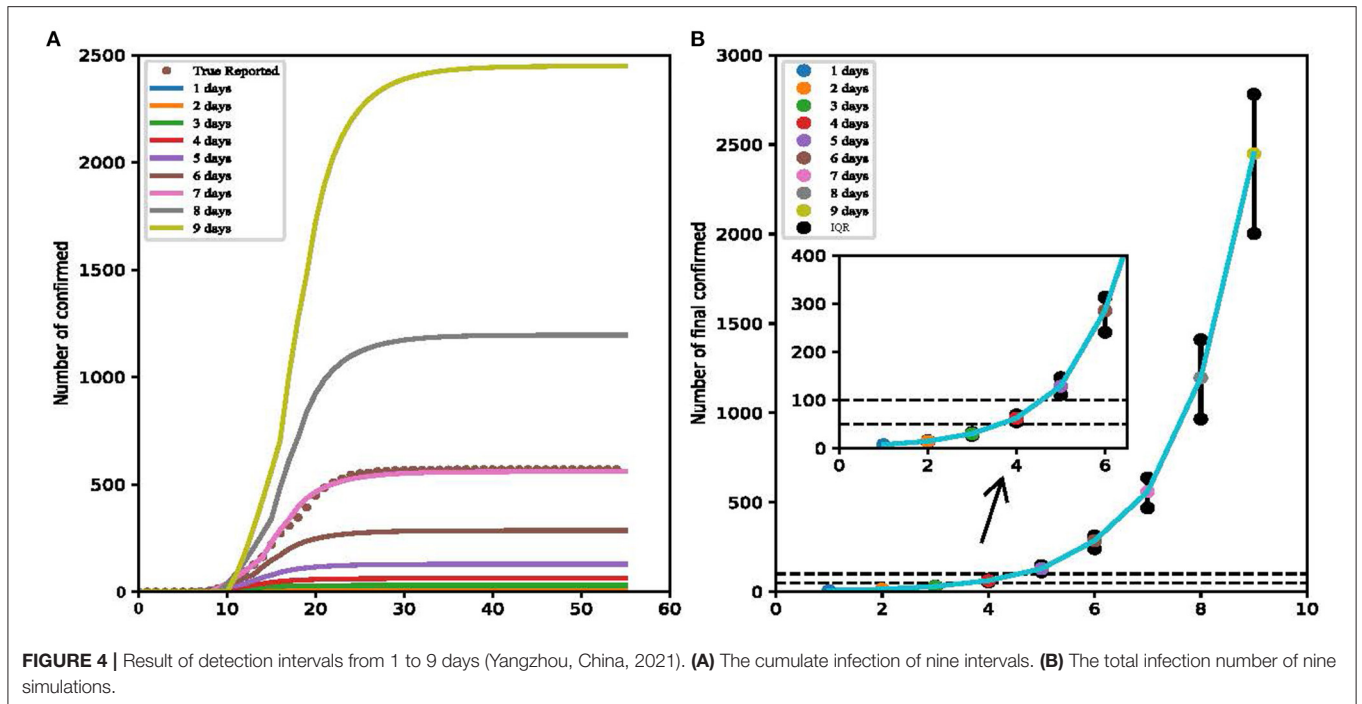 A
B
Number of confirmed
2500
2000
1500
1000
500
0
0
10
20
30
40
50
60
True Reported
1 days
2 days
3 days
4 days
5 days
6 days
7 days
8 days
9 days
Number of final confirmed
3000
2500
2000
1500
1000
500
0
0
2
4
6
8
10
1 days
2 days
3 days
4 days
5 days
6 days
7 days
8 days
9 days
IQR
400
300
200
100
0
0
2
4
6
FIGURE 4 | Result of detection intervals from 1 to 9 days (Yangzhou, China, 2021). (A) The cumulate infection of nine intervals. (B) The total infection number of nine
simulations.